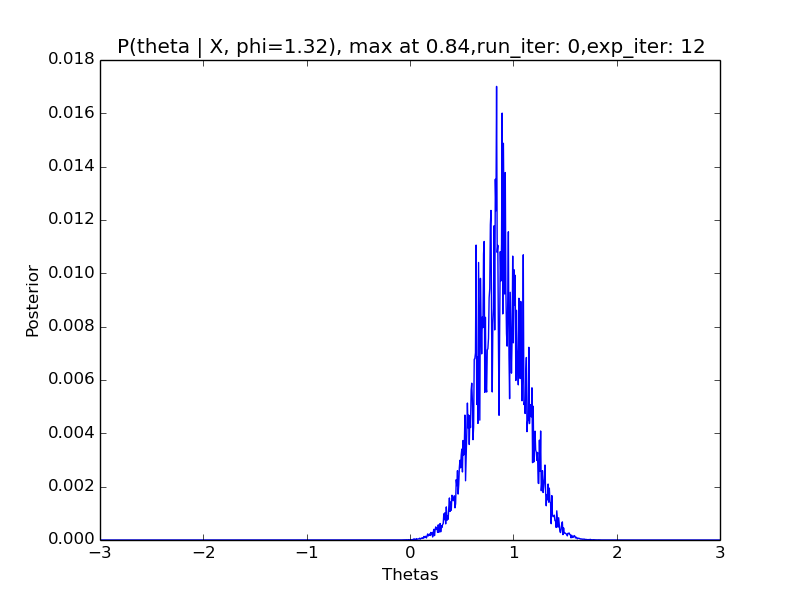 P(theta | X, phi=1.32), max at 0.84,run_iter: 0,exp_iter: 12
0.018
0.016
0.014
0.012
0.010
0.008
0.006
0.004
0.002
0.000
Posterior
−3 −2 −1 0 1 2 3
Thetas